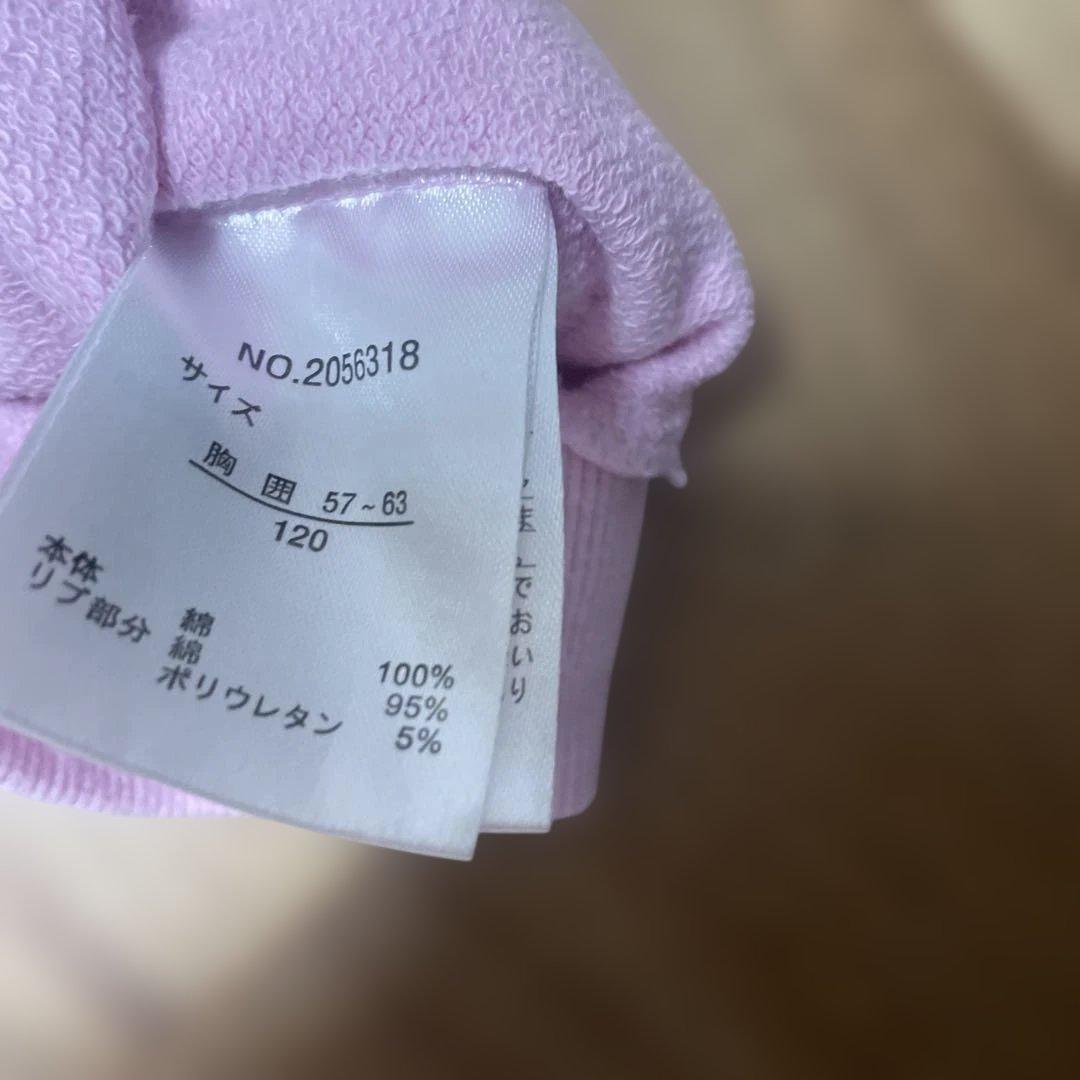 NO.2056318
サイズ
胸 囲 57~63
120
本体 綿 100%
リブ部分 綿 95%
ポリウレタン 5%
でおい
り